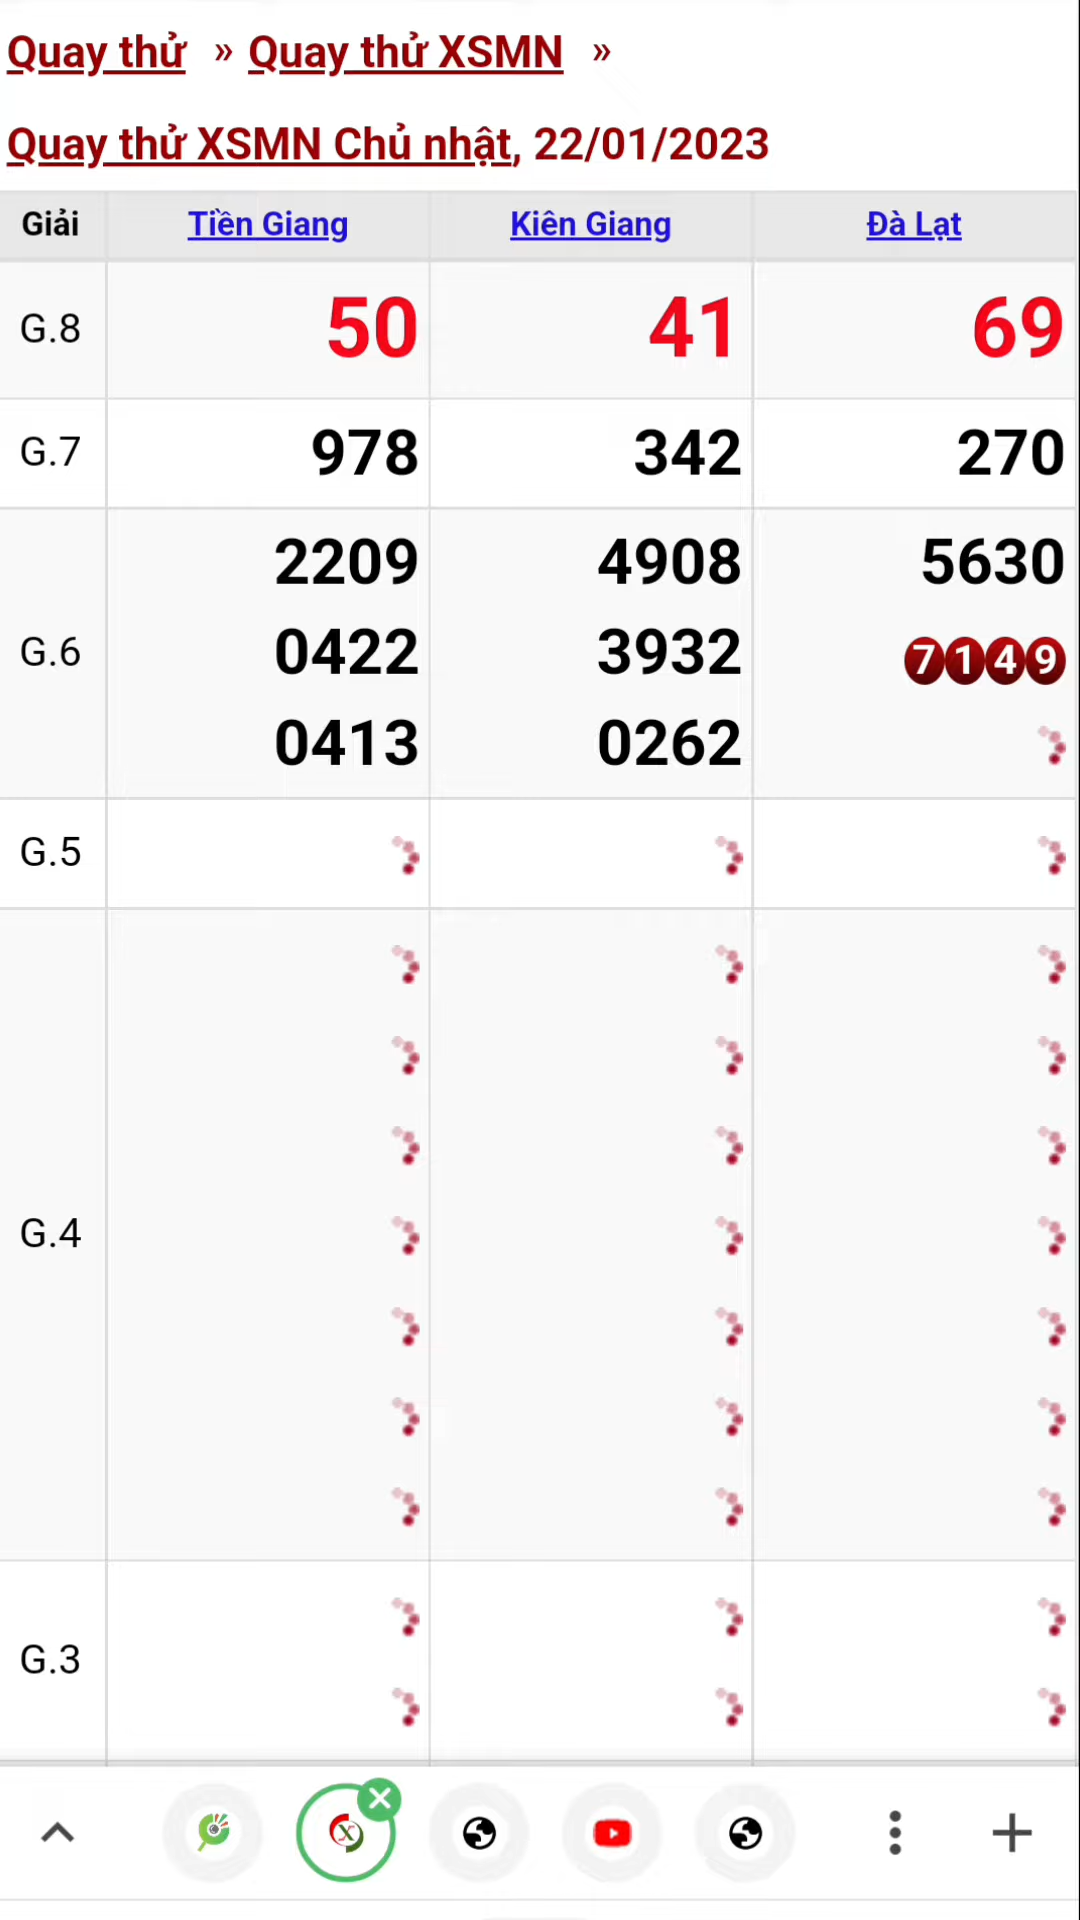 Quay thử » Quay thử XSMN »
Quay thử XSMN Chủ nhật, 22/01/2023
Giải Tiền Giang Kiên Giang Đà Lạt
G.8 50 41 69
G.7 978 342 270
G.6 2209 4908 5630
0422 3932 7149
0413 0262
G.5
G.4
G.3